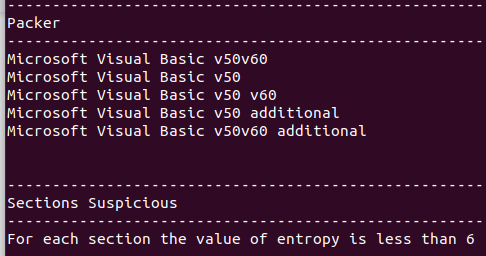 ------------------------------------------------------------
Packer
------------------------------------------------------------
Microsoft Visual Basic v50v60
Microsoft Visual Basic v50
Microsoft Visual Basic v50 v60
Microsoft Visual Basic v50 additional
Microsoft Visual Basic v50v60 additional
------------------------------------------------------------
Sections Suspicious
------------------------------------------------------------
For each section the value of entropy is less than 6